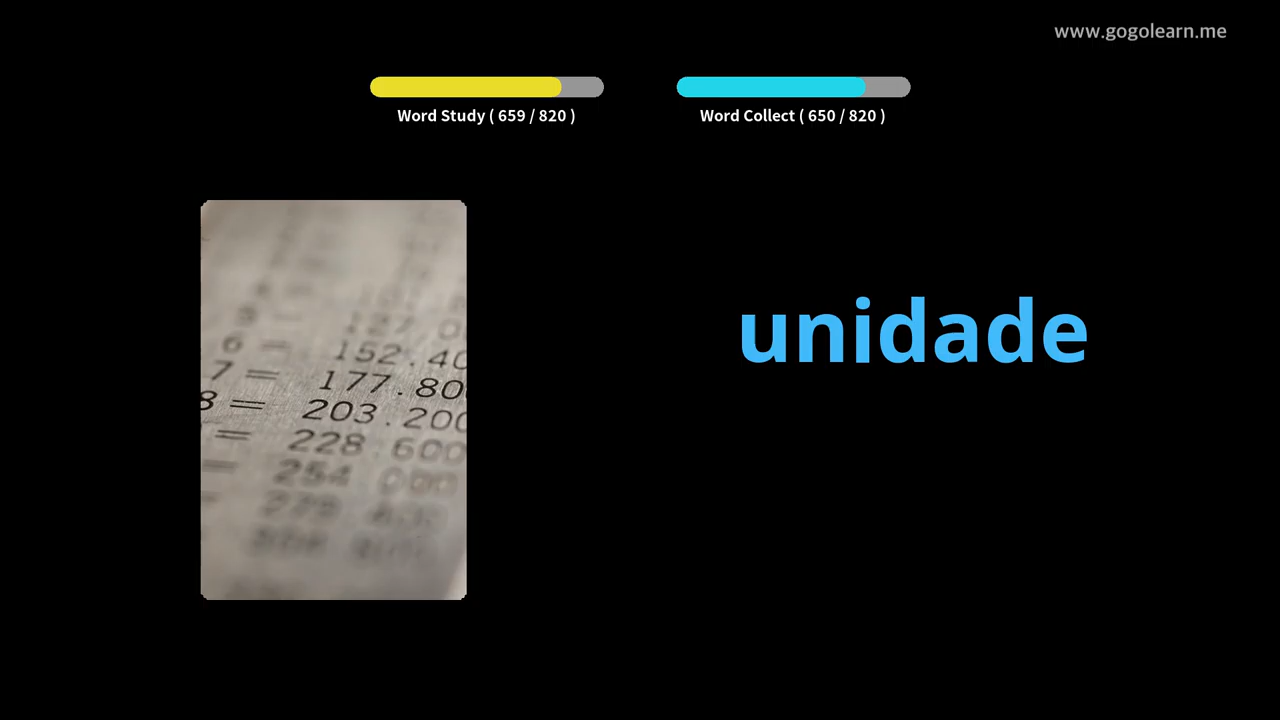 www.gogolearn.me
Word Study ( 659 / 820 )
Word Collect ( 650 / 820 )
unidade
6 = 152.40
7 = 177.80
8 = 203.200
= 228.600
= 254